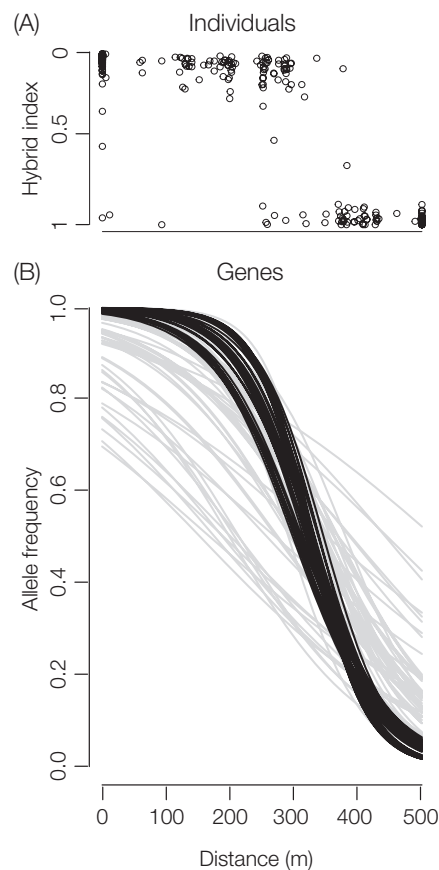 (A) Individuals
Hybrid index
0
0.5
1
(B) Genes
Allele frequency
1.0
0.8
0.6
0.4
0.2
0.0
0 100 200 300 400 500
Distance (m)